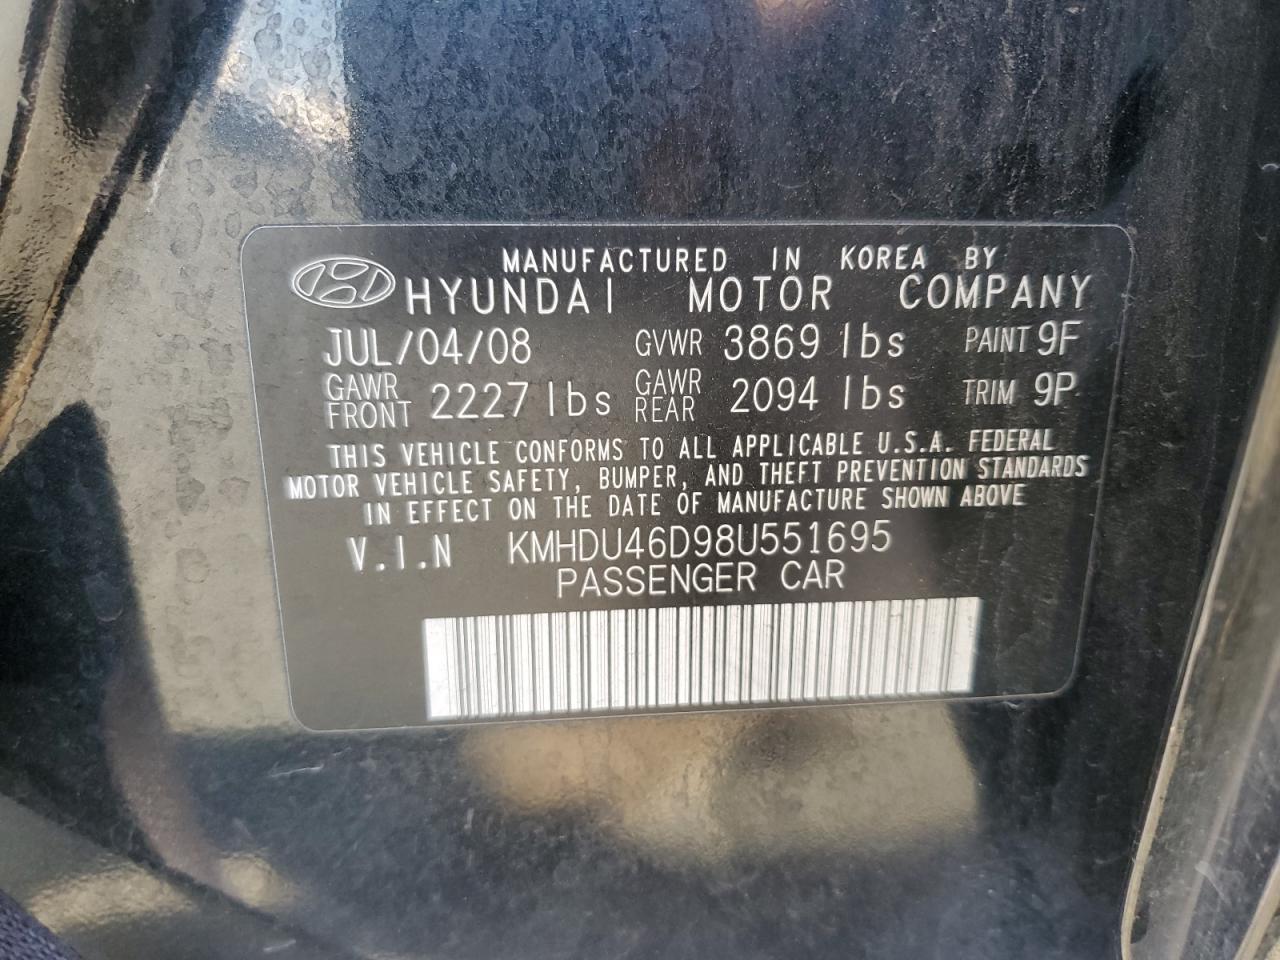 MANUFACTURED IN KOREA BY
HYUNDAI MOTOR COMPANY
JUL/04/08 GVWR 3869 lbs PAINT 9F
GAWR FRONT 2227 lbs GAWR REAR 2094 lbs TRIM 9P
THIS VEHICLE CONFORMS TO ALL APPLICABLE U.S.A. FEDERAL
MOTOR VEHICLE SAFETY, BUMPER, AND THEFT PREVENTION STANDARDS
IN EFFECT ON THE DATE OF MANUFACTURE SHOWN ABOVE
V.I.N KMHDU46D98U551695
PASSENGER CAR